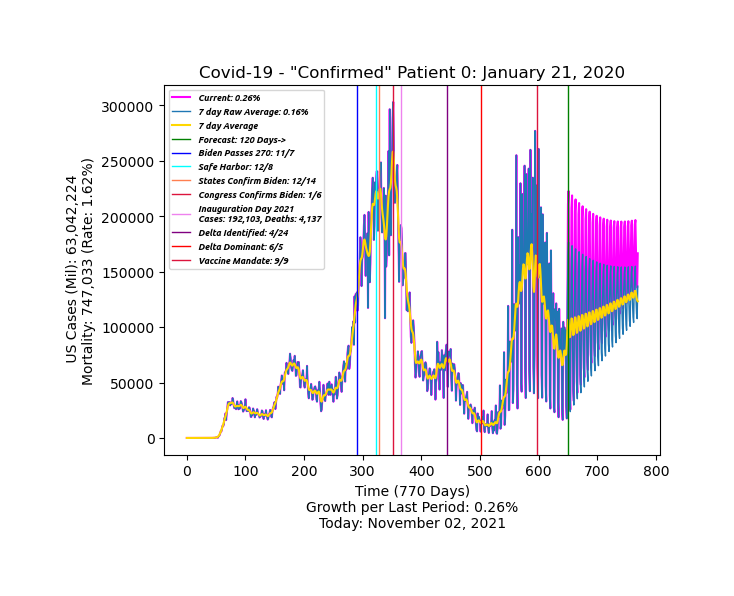 Covid-19 - "Confirmed" Patient 0: January 21, 2020
300000
250000
200000
150000
100000
50000
0
US Cases (Mil): 63,042,224
Mortality: 747,033 (Rate: 1.62%)
Current: 0.26%
7 day Raw Average: 0.16%
7 day Average
Forecast: 120 Days->
Biden Passes 270: 11/7
Safe Harbor: 12/8
States Confirm Biden: 12/14
Congress Confirms Biden: 1/6
Inauguration Day 2021
Cases: 192,103, Deaths: 4,137
Delta Identified: 4/24
Delta Dominant: 6/5
Vaccine Mandate: 9/9
0 100 200 300 400 500 600 700 800
Time (770 Days)
Growth per Last Period: 0.26%
Today: November 02, 2021